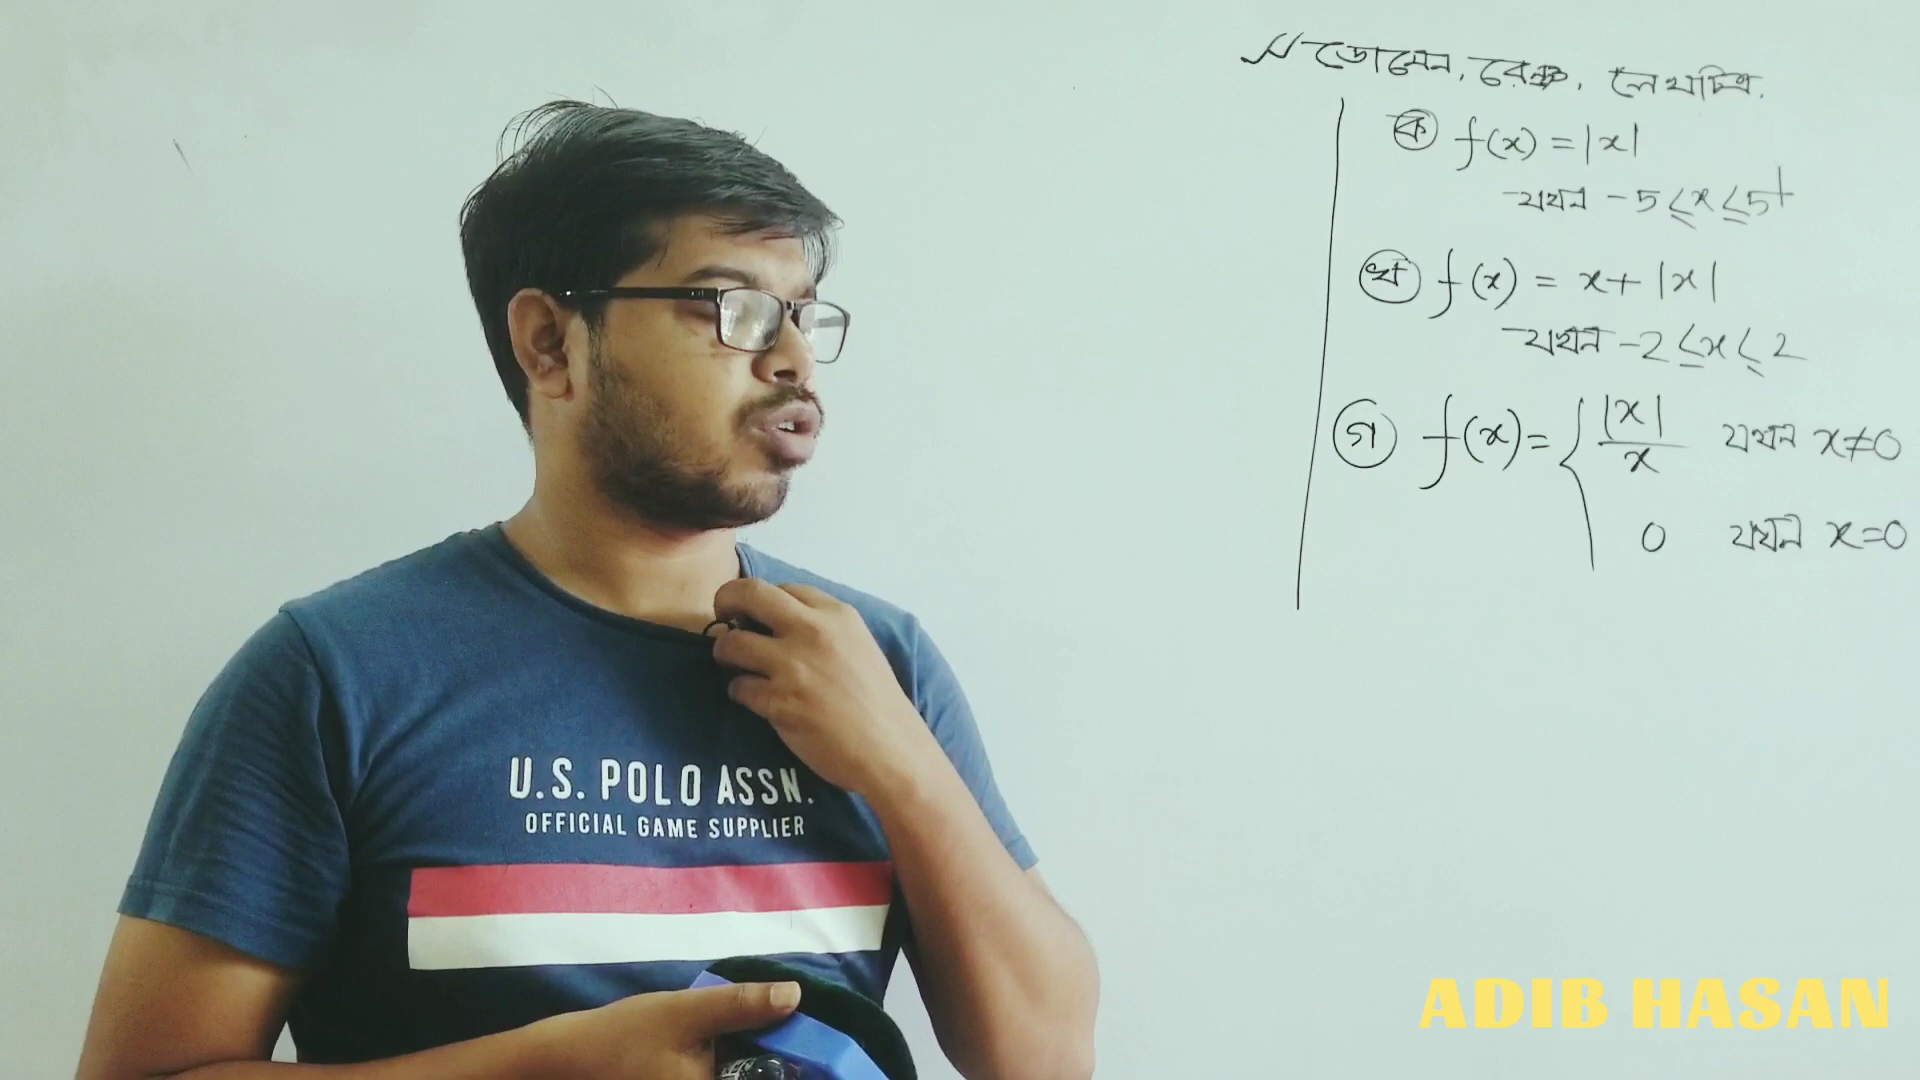 ডোমেন, রেঞ্জ, লেখচিত্র.
ক f(x) = |x|
যখন -5 ≤ x ≤ 5
খ f(x) = x + |x|
যখন -2 ≤ x ≤ 2
গ f(x) = { |x|/x যখন x≠0
0 যখন x=0
U.S. POLO ASSN.
OFFICIAL GAME SUPPLIER
ADIB HASAN